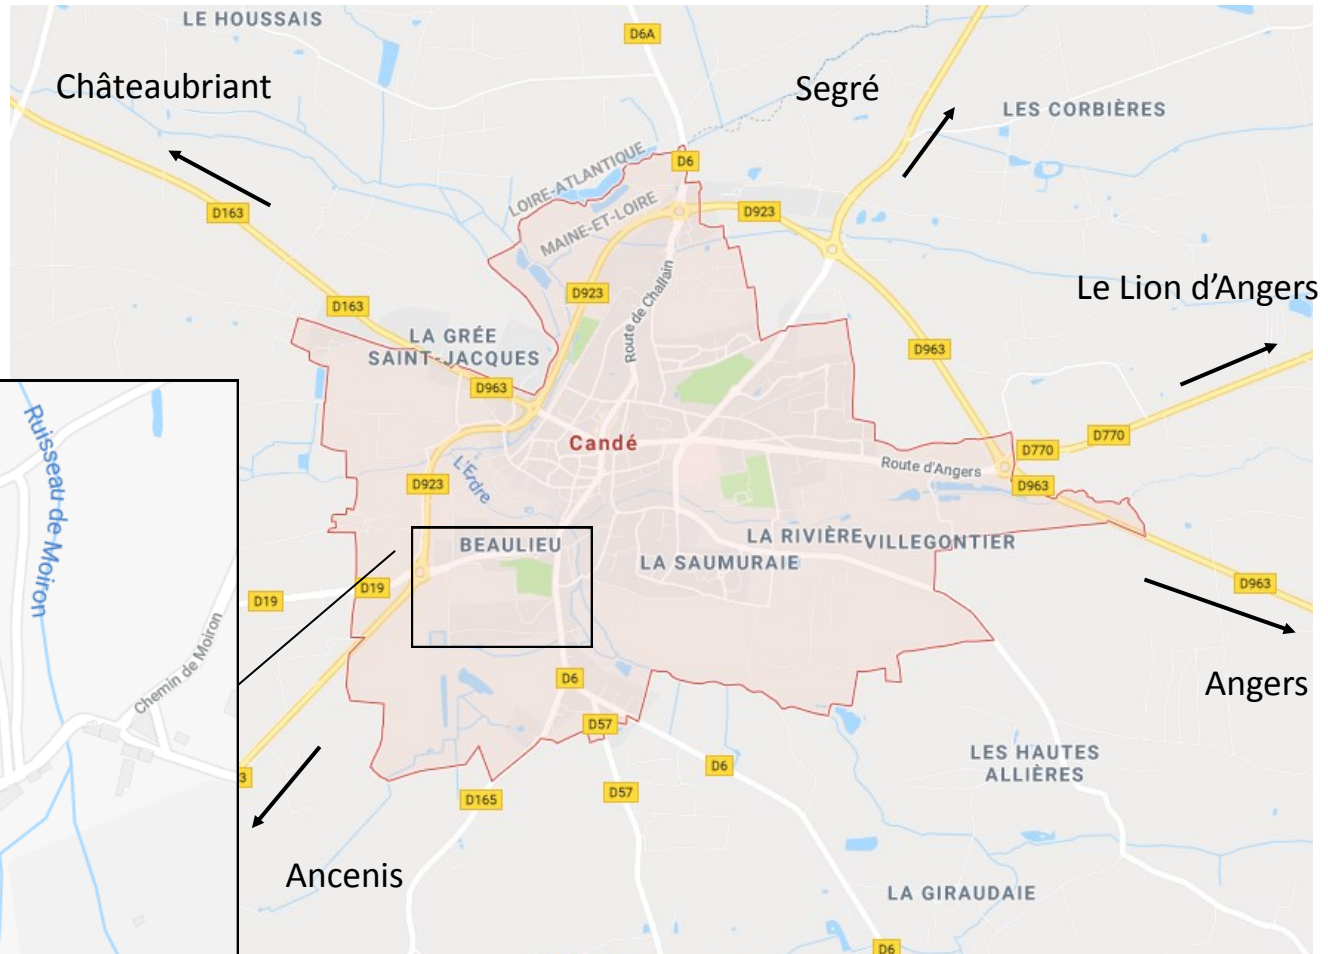 LE HOUSSAIS
D6A
Châteaubriant
Segré
LES CORBIÈRES
LOIRE-ATLANTIQUE
D6
MAINE-ET-LOIRE
D163
D923
D923
Route de Challain
Le Lion d'Angers
D163
LA GRÉE
SAINT-JACQUES
D963
D963
Candé
D770
D770
Route d'Angers
D963
D923
L'Erdre
Ruisseau de Moiron
BEAULIEU
LA RIVIÈRE
VILLEGONTIER
LA SAUMURAIE
D19
D19
D963
Chemin de Moiron
Angers
D6
D57
3
D6
LES HAUTES
ALLIÈRES
D165
D57
Ancenis
LA GIRAUDAIE
D6